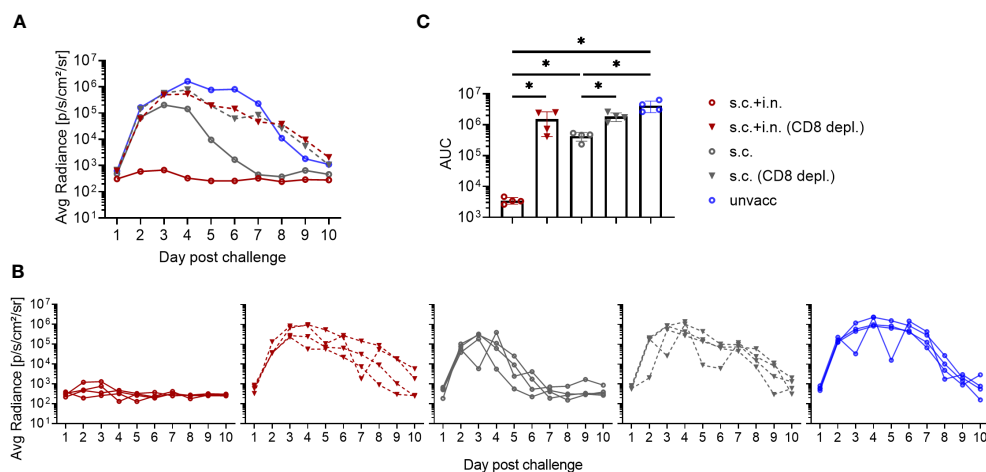 A
C
Avg Radiance [p/s/cm²/sr]
10⁷
10⁶
10⁵
10⁴
10³
10²
10¹
1 2 3 4 5 6 7 8 9 10
Day post challenge
* 
* *
* *
AUC
10⁷
10⁶
10⁵
10⁴
10³
s.c.+i.n.
s.c.+i.n. (CD8 depl.)
s.c.
s.c. (CD8 depl.)
unvacc
B
Avg Radiance [p/s/cm²/sr]
10⁷
10⁶
10⁵
10⁴
10³
10²
10¹
1 2 3 4 5 6 7 8 9 10
1 2 3 4 5 6 7 8 9 10
1 2 3 4 5 6 7 8 9 10
1 2 3 4 5 6 7 8 9 10
1 2 3 4 5 6 7 8 9 10
Day post challenge